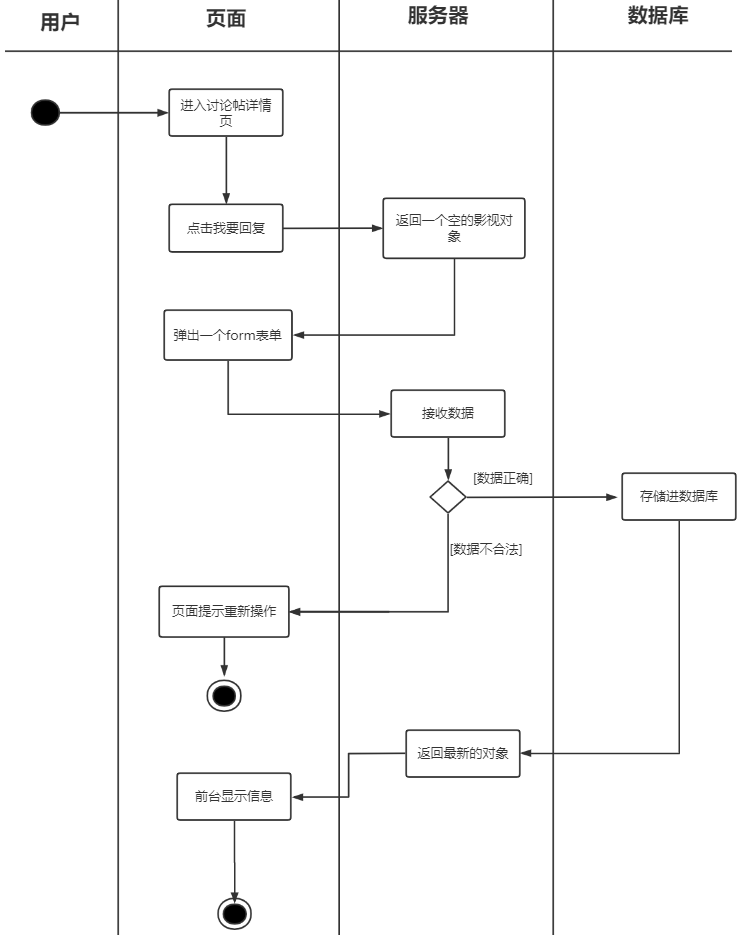 用户
页面
服务器
数据库
进入讨论帖详情
页
点击我要回复
返回一个空的影视对
象
弹出一个form表单
接收数据
[数据正确]
存储进数据库
[数据不合法]
页面提示重新操作
返回最新的对象
前台显示信息